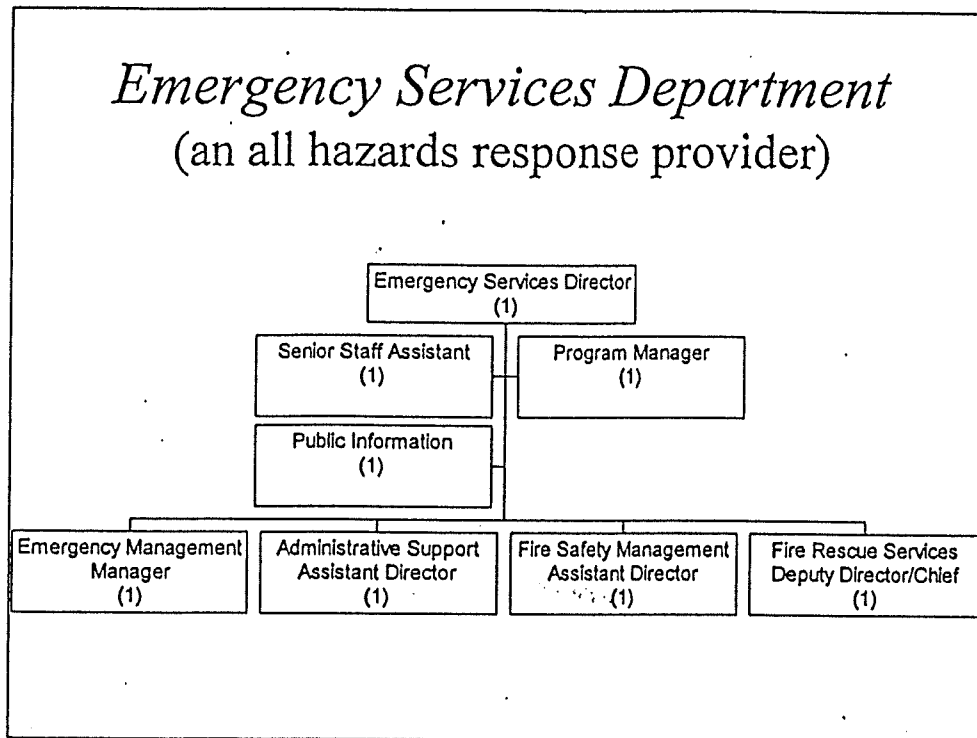 Emergency Services Department
(an all hazards response provider)
Emergency Services Director
(1)
Senior Staff Assistant
(1)
Program Manager
(1)
Public Information
(1)
Emergency Management
Manager
(1)
Administrative Support
Assistant Director
(1)
Fire Safety Management
Assistant Director
(1)
Fire Rescue Services
Deputy Director/Chief
(1)